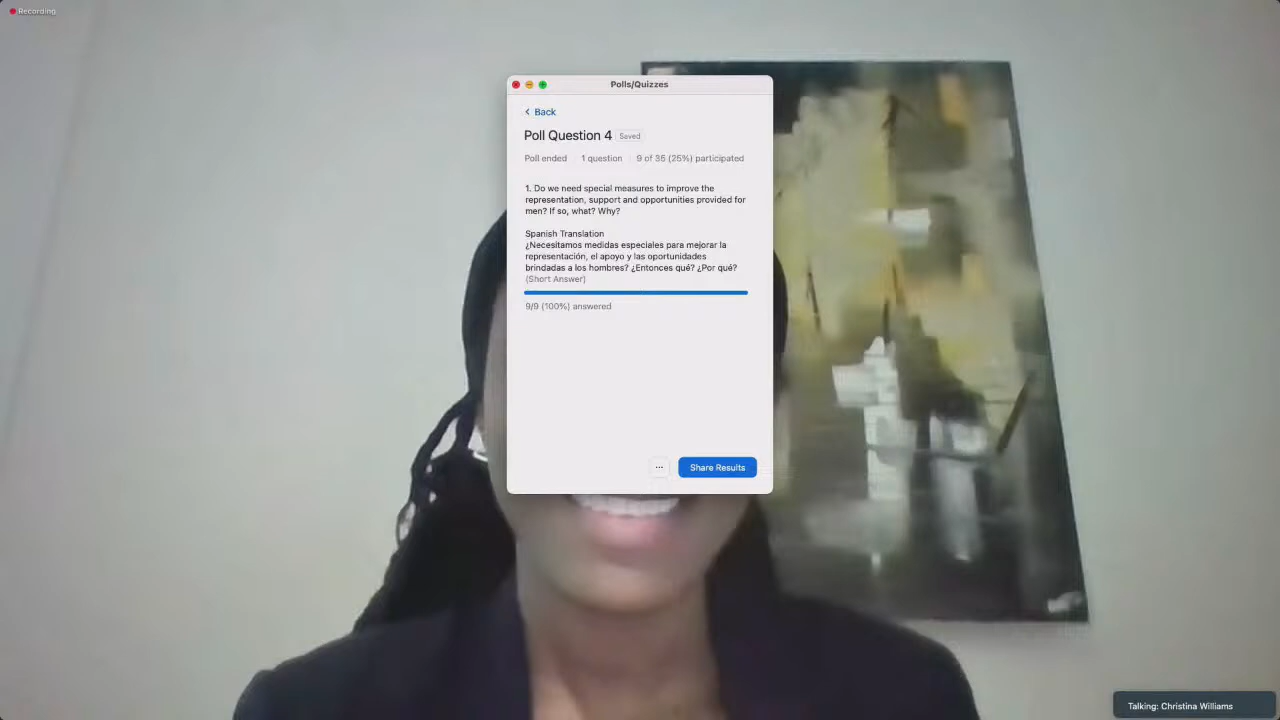 Recording
Polls/Quizzes
Back
Poll Question 4 Saved
Poll ended 1 question 9 of 35 (25%) participated
1. Do we need special measures to improve the
representation, support and opportunities provided for
men? If so, what? Why?
Spanish Translation
¿Necesitamos medidas especiales para mejorar la
representación, el apoyo y las oportunidades
brindadas a los hombres? ¿Entonces qué? ¿Por qué?
(Short Answer)
9/9 (100%) answered
... Share Results
Talking: Christina Williams